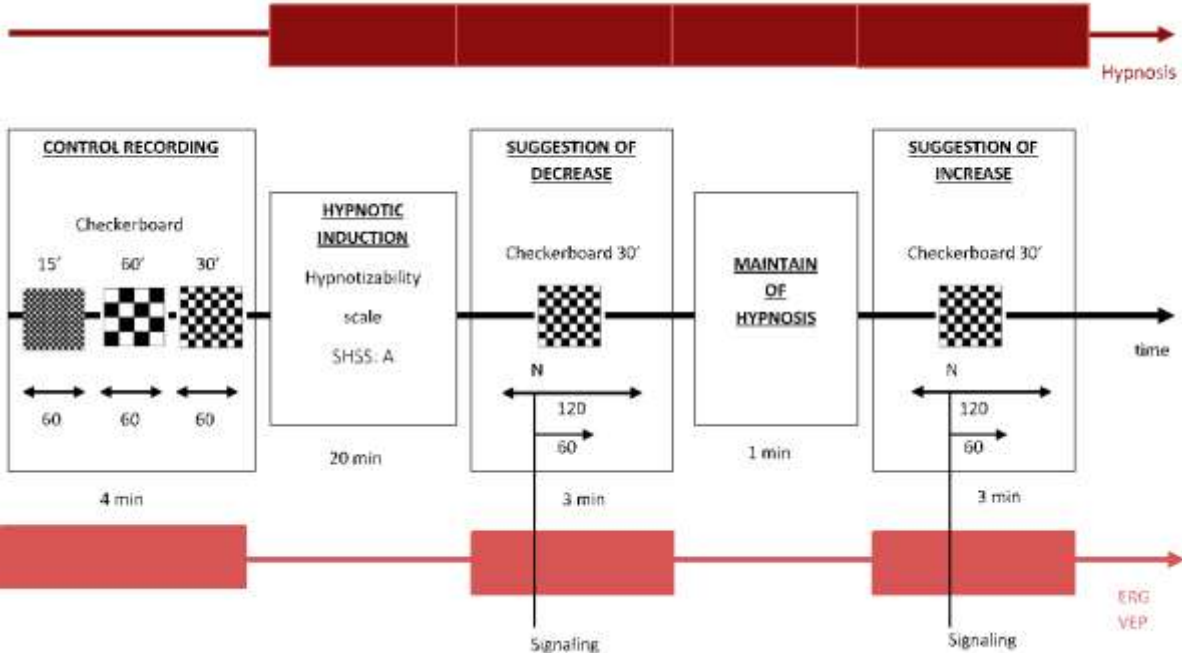 Hypnosis
CONTROL RECORDING
Checkerboard
15′ 60′ 30′
60 60 60
4 min
HYPNOTIC
INDUCTION
Hypnotizability
scale
SHSS: A
20 min
SUGGESTION OF
DECREASE
Checkerboard 30′
N
120
60
3 min
MAINTAIN
OF
HYPNOSIS
1 min
SUGGESTION OF
INCREASE
Checkerboard 30′
N
120
60
3 min
time
ERG
VEP
Signaling
Signaling